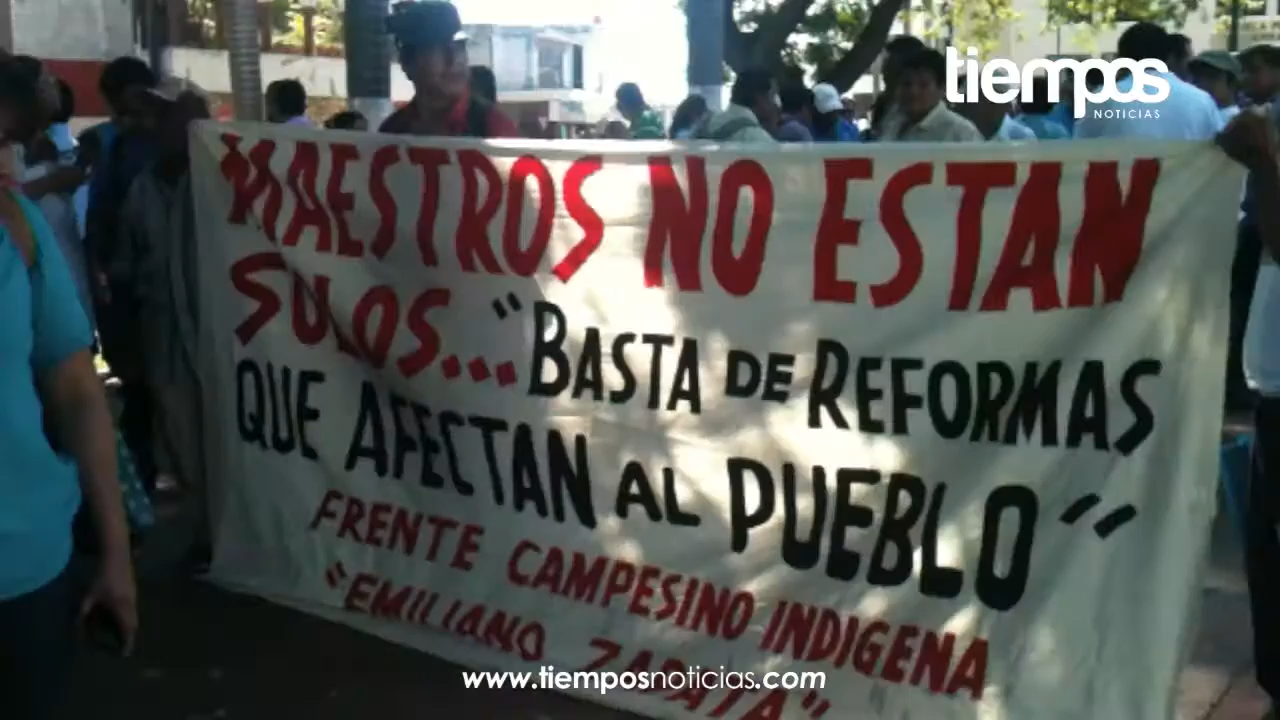 tiempos
NOTICIAS
MAESTROS NO ESTAN
SOLOS... "BASTA DE REFORMAS
QUE AFECTAN AL PUEBLO"
FRENTE CAMPESINO INDIGENA
"EMILIANO ZAPATA"
www.tiemposnoticias.com